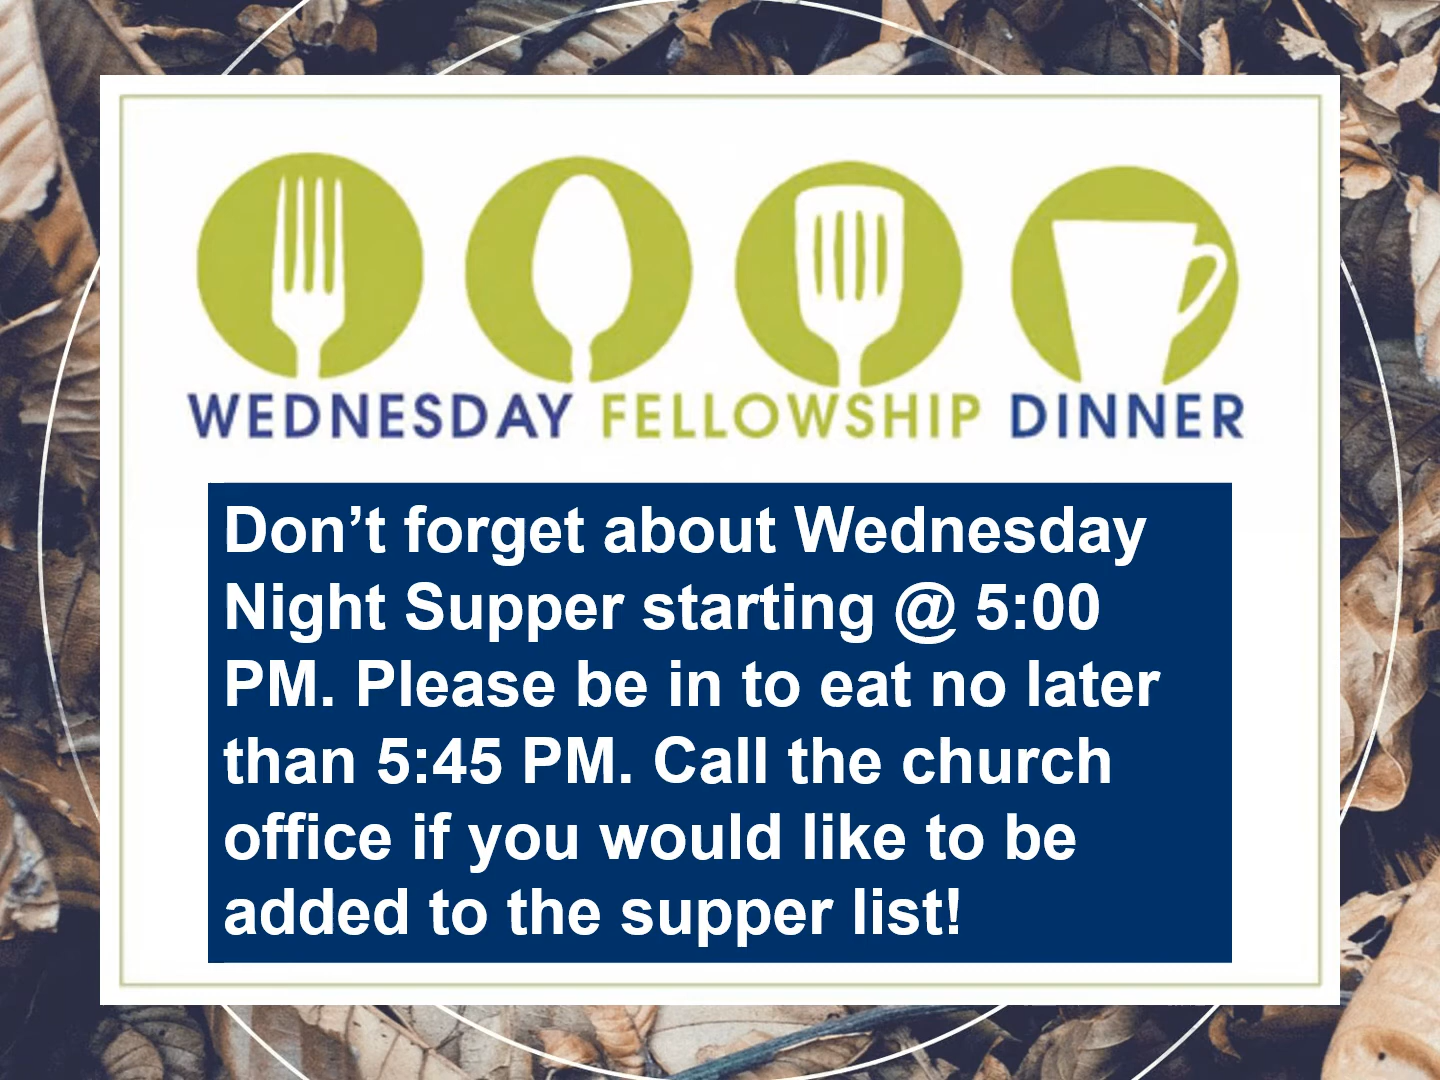 WEDNESDAY FELLOWSHIP DINNER
Don’t forget about Wednesday
Night Supper starting @ 5:00
PM. Please be in to eat no later
than 5:45 PM. Call the church
office if you would like to be
added to the supper list!